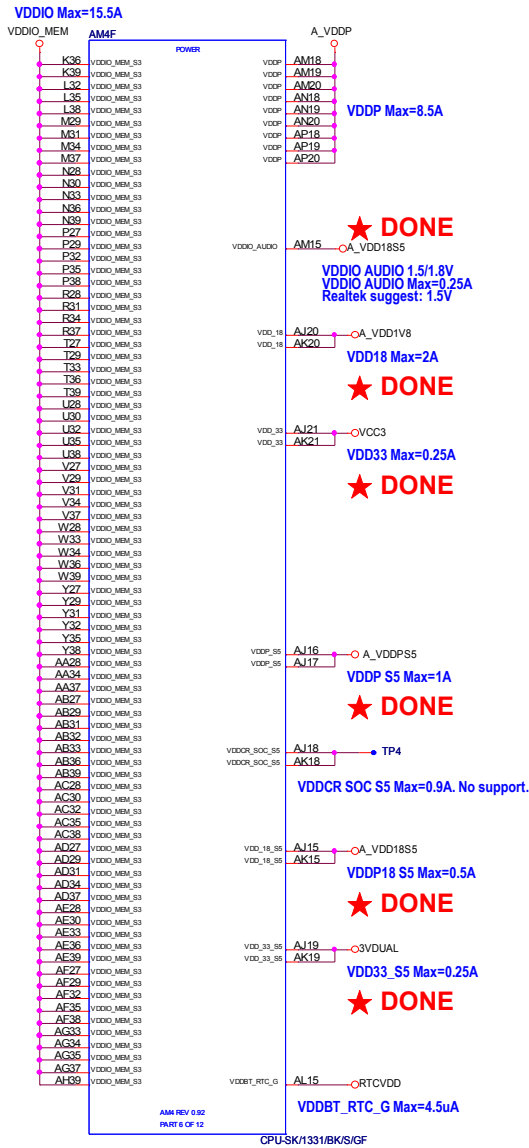 VDDIO Max=15.5A
VDDIO_MEM
AM4F
A_VDDP
POWER
K36 VDDIO_MEM_S3 VDDP AM18
K39 VDDIO_MEM_S3 VDDP AM19
L32 VDDIO_MEM_S3 VDDP AM20
L35 VDDIO_MEM_S3 VDDP AN18
L38 VDDIO_MEM_S3 VDDP AN19
VDDP Max=8.5A
M29 VDDIO_MEM_S3 VDDP AN20
M31 VDDIO_MEM_S3 VDDP AP18
M34 VDDIO_MEM_S3 VDDP AP19
M37 VDDIO_MEM_S3 VDDP AP20
N28 VDDIO_MEM_S3
N30 VDDIO_MEM_S3
N33 VDDIO_MEM_S3
N36 VDDIO_MEM_S3
N39 VDDIO_MEM_S3
P27 VDDIO_MEM_S3
DONE
P29 VDDIO_MEM_S3 VDDIO_AUDIO AM15 A_VDD18S5
P32 VDDIO_MEM_S3
P35 VDDIO_MEM_S3
VDDIO AUDIO 1.5/1.8V
P38 VDDIO_MEM_S3
VDDIO AUDIO Max=0.25A
R28 VDDIO_MEM_S3
Realtek suggest: 1.5V
R31 VDDIO_MEM_S3
R34 VDDIO_MEM_S3
R37 VDDIO_MEM_S3 VDD_18 AJ20 A_VDD1V8
T27 VDDIO_MEM_S3 VDD_18 AK20
T29 VDDIO_MEM_S3
VDD18 Max=2A
T33 VDDIO_MEM_S3
T36 VDDIO_MEM_S3
DONE
T39 VDDIO_MEM_S3
U28 VDDIO_MEM_S3
U30 VDDIO_MEM_S3
U32 VDDIO_MEM_S3 VDD_33 AJ21 VCC3
U35 VDDIO_MEM_S3 VDD_33 AK21
U38 VDDIO_MEM_S3
VDD33 Max=0.25A
V27 VDDIO_MEM_S3
V29 VDDIO_MEM_S3
DONE
V31 VDDIO_MEM_S3
V34 VDDIO_MEM_S3
V37 VDDIO_MEM_S3
W28 VDDIO_MEM_S3
W33 VDDIO_MEM_S3
W34 VDDIO_MEM_S3
W36 VDDIO_MEM_S3
W39 VDDIO_MEM_S3
Y27 VDDIO_MEM_S3
Y29 VDDIO_MEM_S3
Y31 VDDIO_MEM_S3
Y32 VDDIO_MEM_S3
Y35 VDDIO_MEM_S3
Y38 VDDIO_MEM_S3 VDDP_S5 AJ16 A_VDDPS5
AA28 VDDIO_MEM_S3 VDDP_S5 AJ17
AA34 VDDIO_MEM_S3
VDDP S5 Max=1A
AA37 VDDIO_MEM_S3
AB27 VDDIO_MEM_S3
DONE
AB29 VDDIO_MEM_S3
AB31 VDDIO_MEM_S3
AB32 VDDIO_MEM_S3
AB33 VDDIO_MEM_S3 VDDCR_SOC_S5 AJ18 TP4
AB36 VDDIO_MEM_S3 VDDCR_SOC_S5 AK18
AB39 VDDIO_MEM_S3
AC28 VDDIO_MEM_S3
VDDCR SOC S5 Max=0.9A. No support.
AC30 VDDIO_MEM_S3
AC32 VDDIO_MEM_S3
AC35 VDDIO_MEM_S3
AC38 VDDIO_MEM_S3
AD27 VDDIO_MEM_S3 VDD_18_S5 AJ15 A_VDD18S5
AD29 VDDIO_MEM_S3 VDD_18_S5 AK15
AD31 VDDIO_MEM_S3
VDDP18 S5 Max=0.5A
AD34 VDDIO_MEM_S3
AD37 VDDIO_MEM_S3
DONE
AE28 VDDIO_MEM_S3
AE30 VDDIO_MEM_S3
AE33 VDDIO_MEM_S3
AE36 VDDIO_MEM_S3 VDD_33_S5 AJ19 3VDUAL
AE39 VDDIO_MEM_S3 VDD_33_S5 AK19
AF27 VDDIO_MEM_S3
VDD33_S5 Max=0.25A
AF29 VDDIO_MEM_S3
AF32 VDDIO_MEM_S3
DONE
AF35 VDDIO_MEM_S3
AF38 VDDIO_MEM_S3
AG33 VDDIO_MEM_S3
AG34 VDDIO_MEM_S3
AG35 VDDIO_MEM_S3
AG37 VDDIO_MEM_S3
AH39 VDDIO_MEM_S3 VDDBT_RTC_G AL15 RTCVDD
VDDBT_RTC_G Max=4.5uA
AM4 REV 0.92
PART 6 OF 12
CPU-SK/1331/BK/S/GF